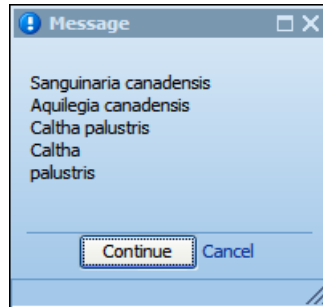 Message
Sanguinaria canadensis
Aquilegia canadensis
Caltha palustris
Caltha
palustris
Continue Cancel